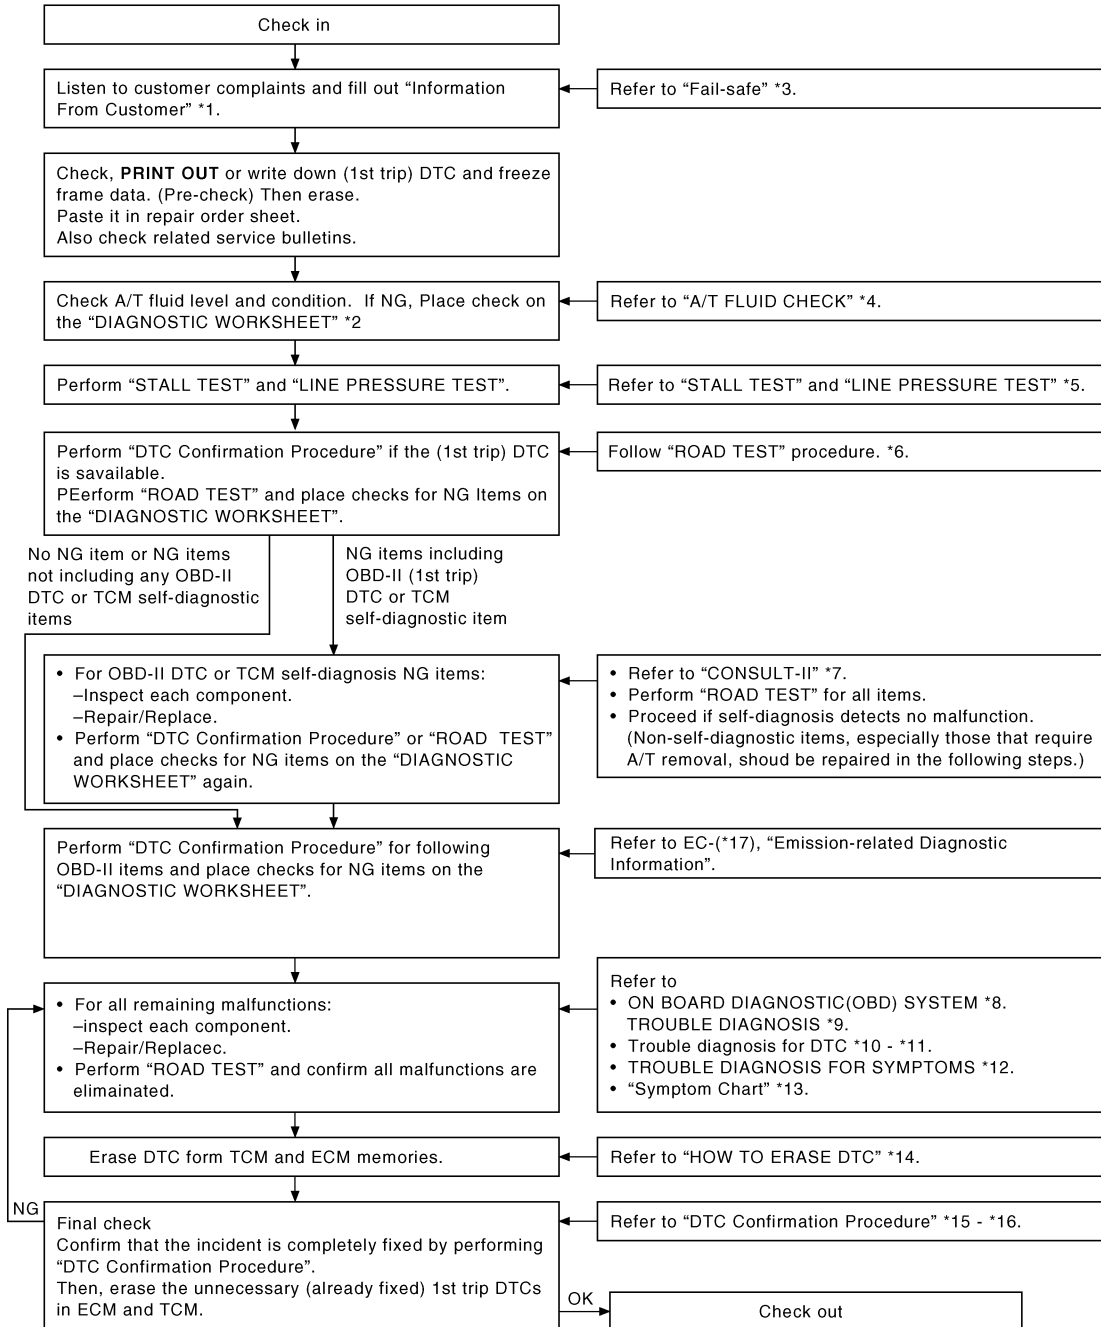 Check in
Listen to customer complaints and fill out “Information
From Customer” *1.
Refer to “Fail-safe” *3.
Check, PRINT OUT or write down (1st trip) DTC and freeze
frame data. (Pre-check) Then erase.
Paste it in repair order sheet.
Also check related service bulletins.
Check A/T fluid level and condition.  If NG, Place check on
the “DIAGNOSTIC WORKSHEET” *2
Refer to “A/T FLUID CHECK” *4.
Perform “STALL TEST” and “LINE PRESSURE TEST”.
Refer to “STALL TEST” and “LINE PRESSURE TEST” *5.
Perform “DTC Confirmation Procedure” if the (1st trip) DTC
is savailable.
PEerform “ROAD TEST” and place checks for NG Items on
the “DIAGNOSTIC WORKSHEET”.
Follow “ROAD TEST” procedure. *6.
No NG item or NG items
not including any OBD-II
DTC or TCM self-diagnostic
items
NG items including
OBD-II (1st trip)
DTC or TCM
self-diagnostic item
• For OBD-II DTC or TCM self-diagnosis NG items:
–Inspect each component.
–Repair/Replace.
• Perform “DTC Confirmation Procedure” or “ROAD  TEST”
and place checks for NG items on the “DIAGNOSTIC
WORKSHEET” again.
• Refer to “CONSULT-II” *7.
• Perform “ROAD TEST” for all items.
• Proceed if self-diagnosis detects no malfunction.
(Non-self-diagnostic items, especially those that require
A/T removal, shoud be repaired in the following steps.)
Perform “DTC Confirmation Procedure” for following
OBD-II items and place checks for NG items on the
“DIAGNOSTIC WORKSHEET”.
Refer to EC-(*17), “Emission-related Diagnostic
Information”.
• For all remaining malfunctions:
–inspect each component.
–Repair/Replacec.
• Perform “ROAD TEST” and confirm all malfunctions are
elimainated.
Refer to
• ON BOARD DIAGNOSTIC(OBD) SYSTEM *8.
TROUBLE DIAGNOSIS *9.
• Trouble diagnosis for DTC *10 - *11.
• TROUBLE DIAGNOSIS FOR SYMPTOMS *12.
• “Symptom Chart” *13.
Erase DTC form TCM and ECM memories.
Refer to “HOW TO ERASE DTC” *14.
NG
Final check
Confirm that the incident is completely fixed by performing
“DTC Confirmation Procedure”.
Then, erase the unnecessary (already fixed) 1st trip DTCs
in ECM and TCM.
Refer to “DTC Confirmation Procedure” *15 - *16.
OK
Check out